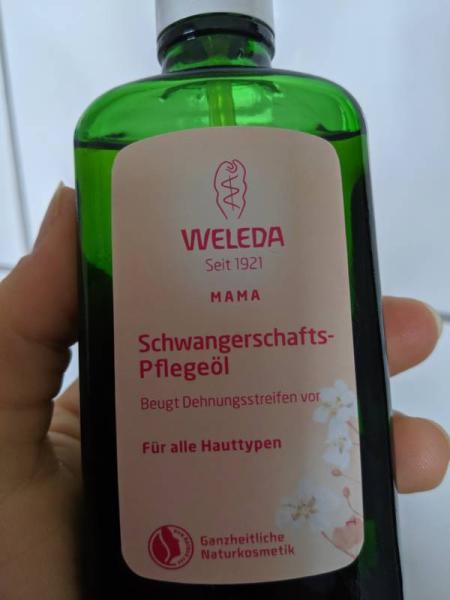 WELEDA
Seit 1921
MAMA
Schwangerschafts-
Pflegeöl
Beugt Dehnungsstreifen vor
Für alle Hauttypen
Ganzheitliche
Naturkosmetik